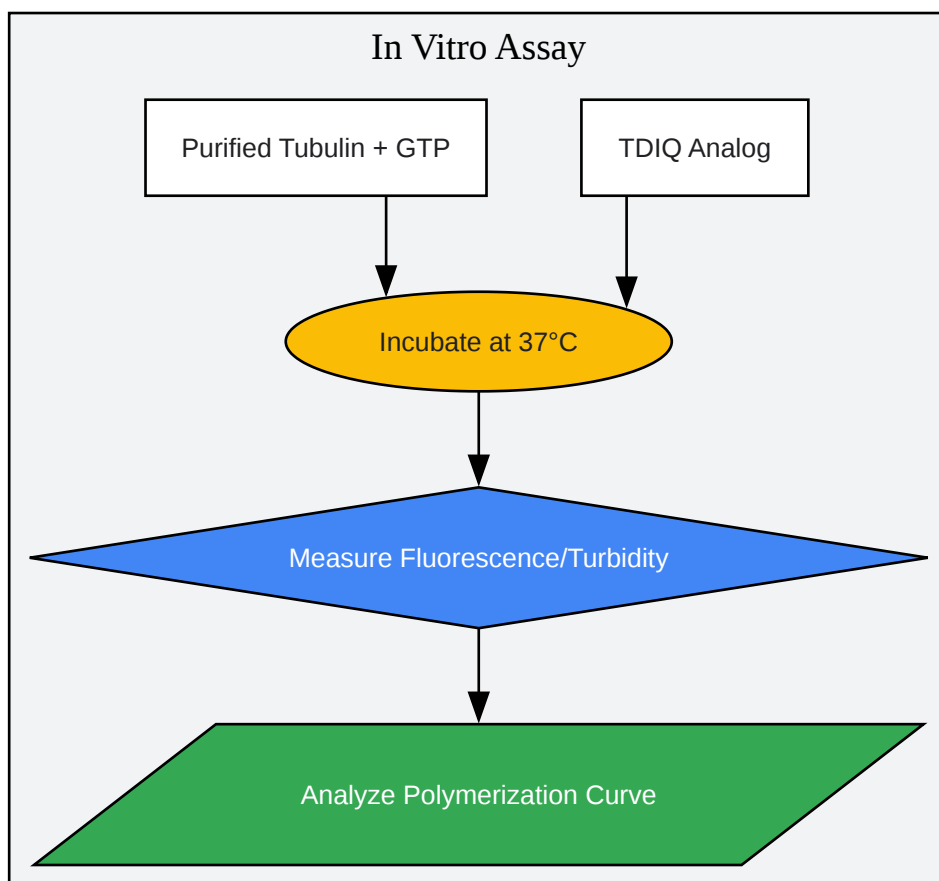 In Vitro Assay
Purified Tubulin + GTP
TDIQ Analog
Incubate at 37°C
Measure Fluorescence/Turbidity
Analyze Polymerization Curve